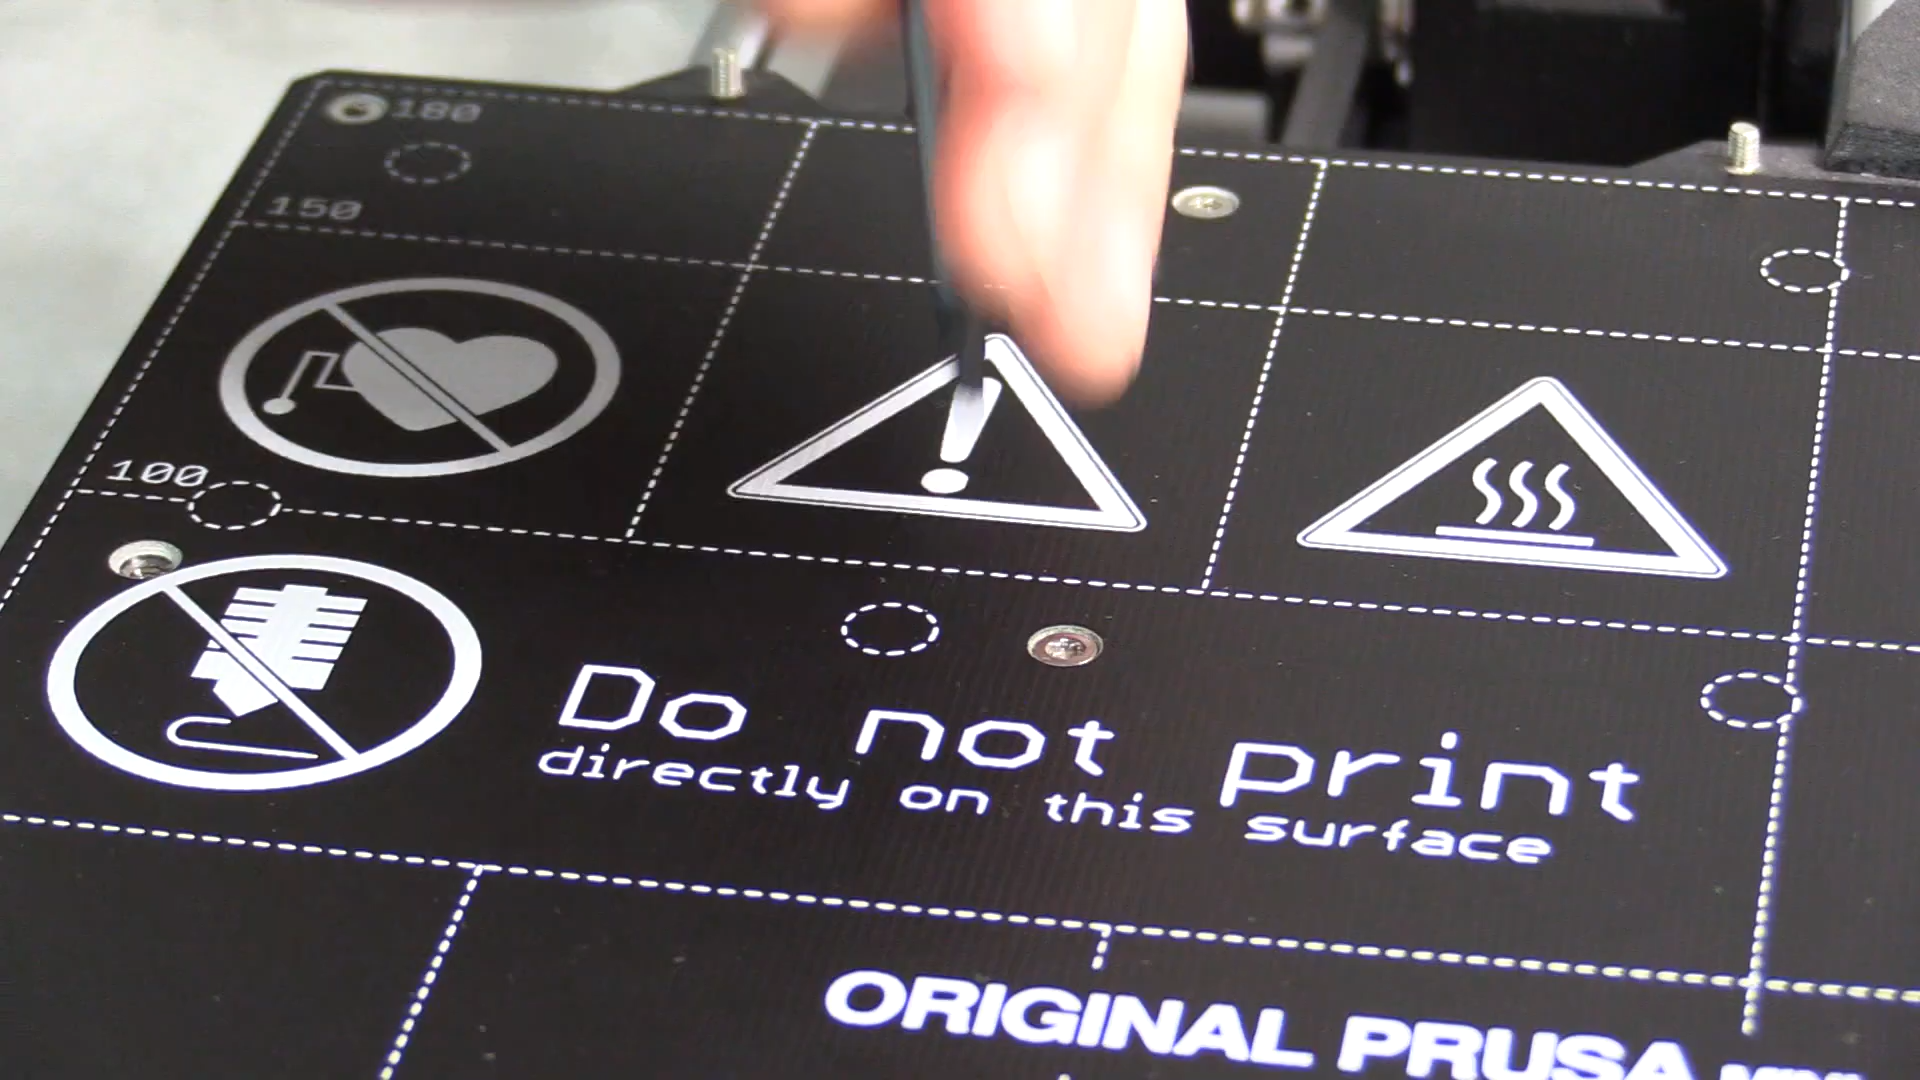 180
150
100
Do not print
directly on this surface
ORIGINAL PRUSA